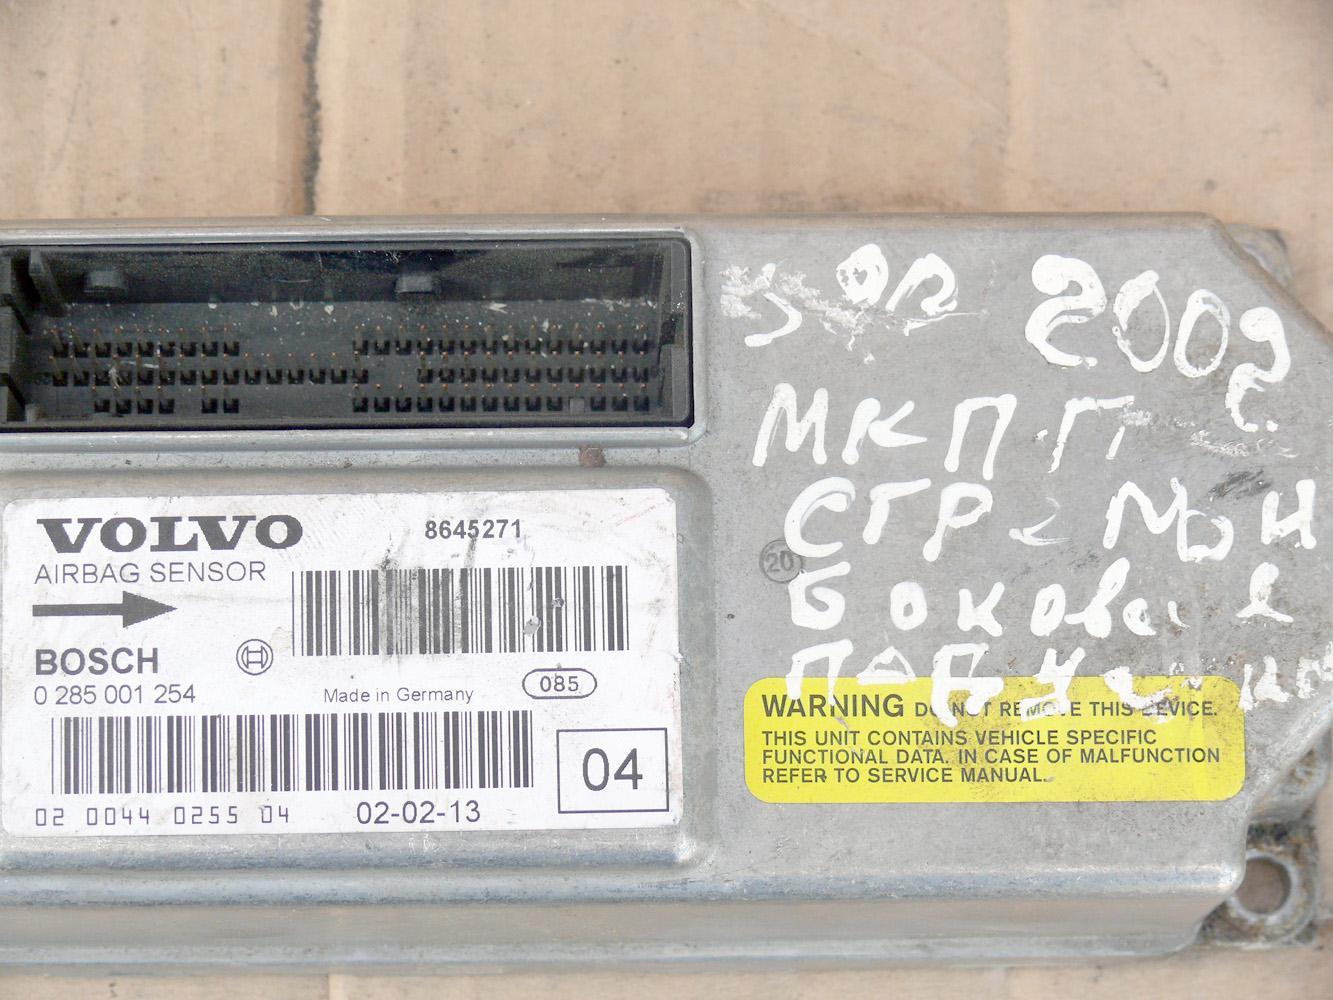 VOLVO 8645271
AIRBAG SENSOR
BOSCH
0 285 001 254 Made in Germany 085
04
02 0044 0255 04 02-02-13
20
2002
МКПП
Боковые
WARNING DO NOT REMOVE THIS DEVICE.
THIS UNIT CONTAINS VEHICLE SPECIFIC
FUNCTIONAL DATA. IN CASE OF MALFUNCTION
REFER TO SERVICE MANUAL.